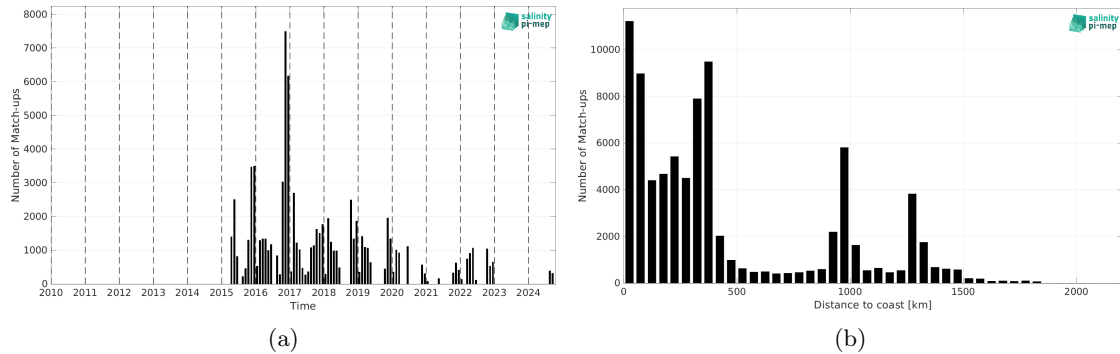 salinity
pi-mep
Number of Match-ups
8000
7000
6000
5000
4000
3000
2000
1000
0
2010 2011 2012 2013 2014 2015 2016 2017 2018 2019 2020 2021 2022 2023 2024
Time
(a)
salinity
pi-mep
Number of Match-ups
10000
8000
6000
4000
2000
0
0 500 1000 1500 2000
Distance to coast [km]
(b)